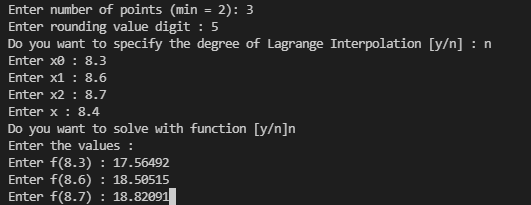 Enter number of points (min = 2): 3
Enter rounding value digit : 5
Do you want to specify the degree of Lagrange Interpolation [y/n] : n
Enter x0 : 8.3
Enter x1 : 8.6
Enter x2 : 8.7
Enter x : 8.4
Do you want to solve with function [y/n]n
Enter the values :
Enter f(8.3) : 17.56492
Enter f(8.6) : 18.50515
Enter f(8.7) : 18.82091